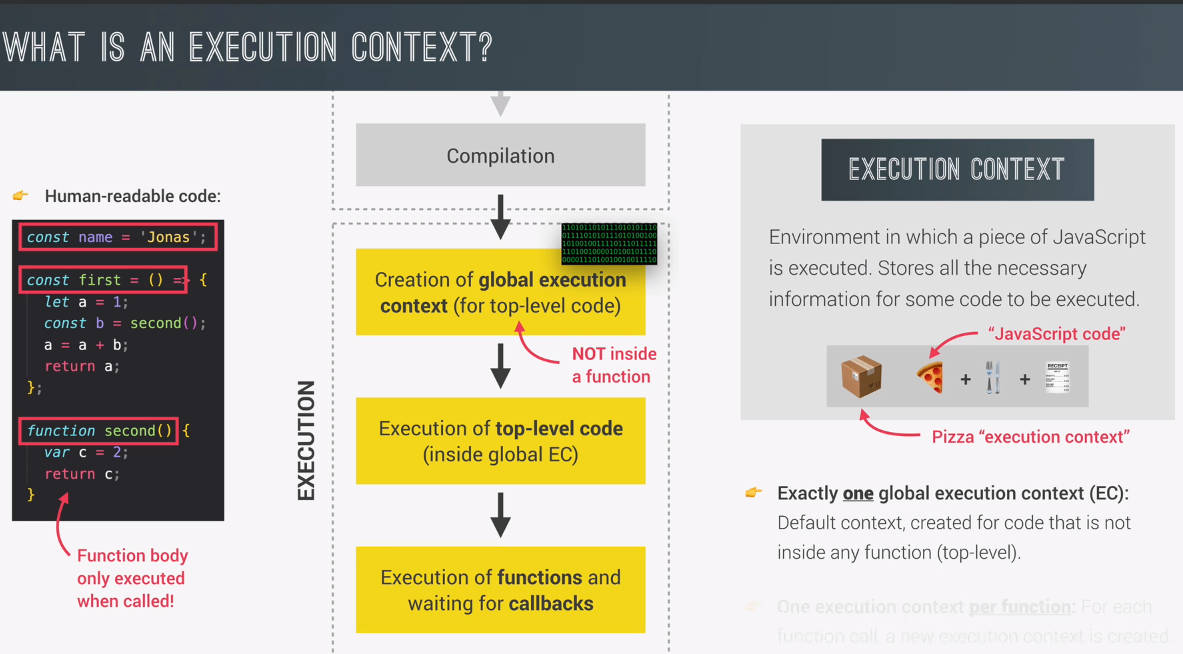 WHAT IS AN EXECUTION CONTEXT?
Human-readable code:
const name = 'Jonas';
const first = () => {
let a = 1;
const b = second();
a = a + b;
return a;
};
function second() {
var c = 2;
return c;
}
Function body
only executed
when called!
EXECUTION
Compilation
Creation of global execution
context (for top-level code)
NOT inside
a function
Execution of top-level code
(inside global EC)
Execution of functions and
waiting for callbacks
EXECUTION CONTEXT
Environment in which a piece of JavaScript
is executed. Stores all the necessary
information for some code to be executed.
“JavaScript code”
+
+
RECEIPT
Pizza “execution context”
Exactly one global execution context (EC):
Default context, created for code that is not
inside any function (top-level).
One execution context per function: For each
function call, a new execution context is created.